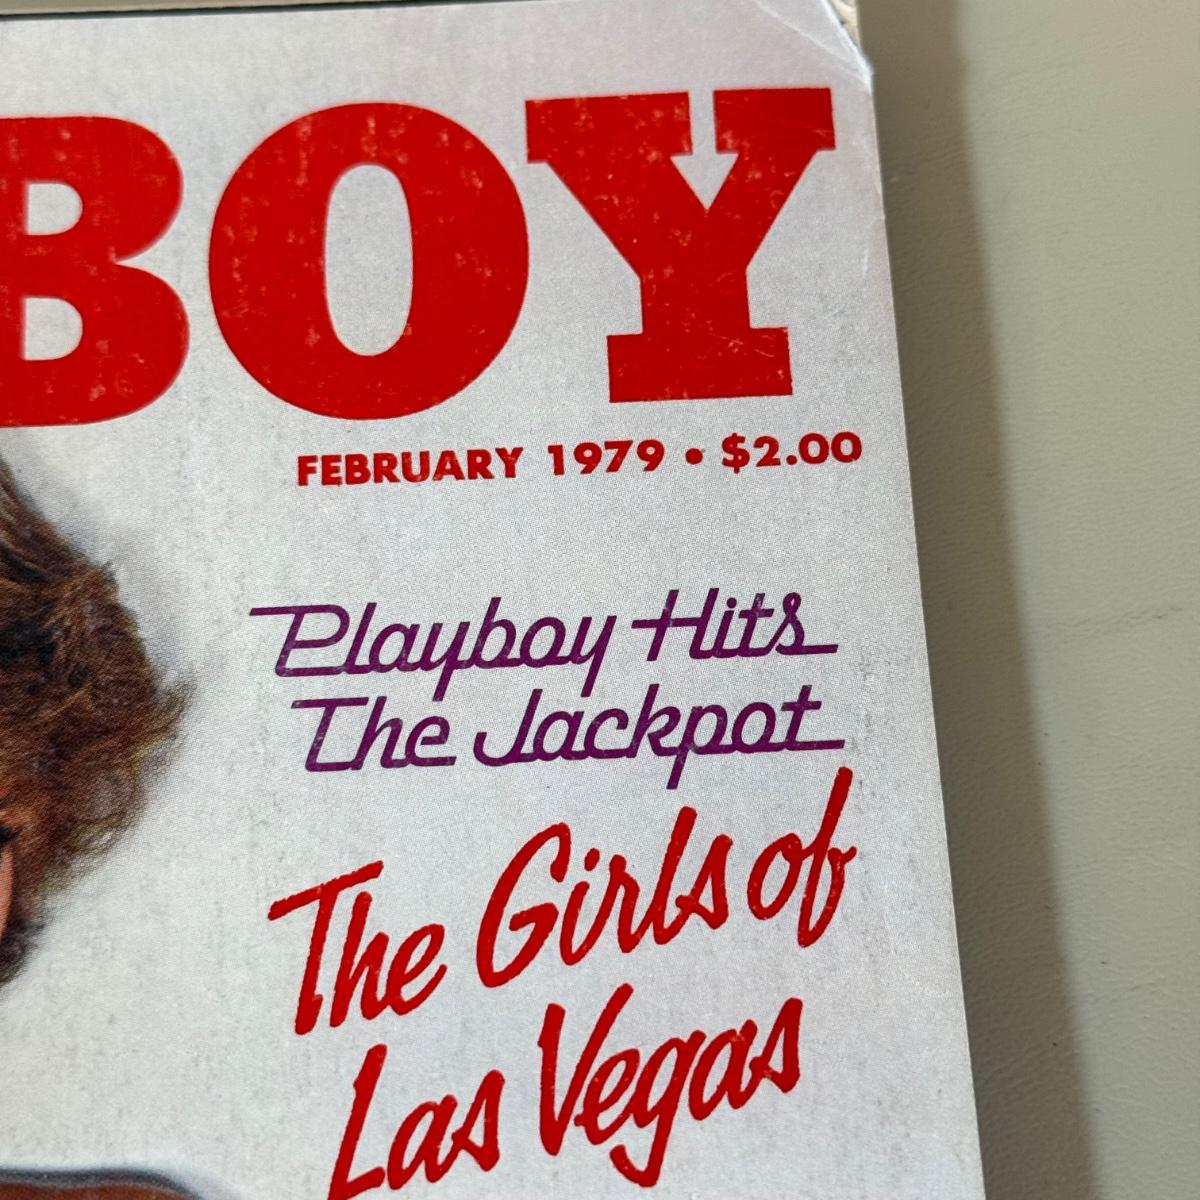 BOY
FEBRUARY 1979 • $2.00
Playboy Hits
The Jackpot
The Girls of
Las Vegas